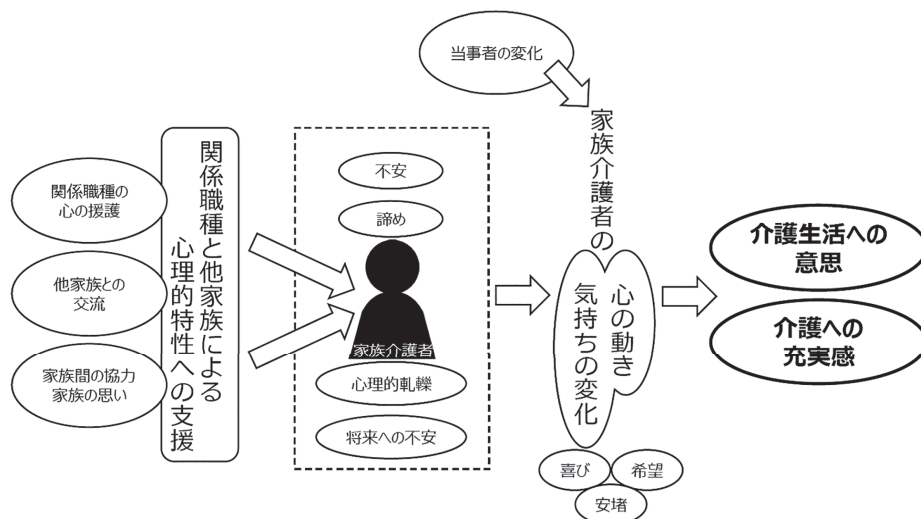 当事者の変化
関係職種の
心の援護
他家族との
交流
家族間の協力
家族の思い
関係職種と他家族による
心理的特性への支援
不安
諦め
家族介護者
心理的軋轢
将来への不安
家族介護者の
心の動き
気持ちの変化
喜び
希望
安堵
介護生活への
意思
介護への
充実感